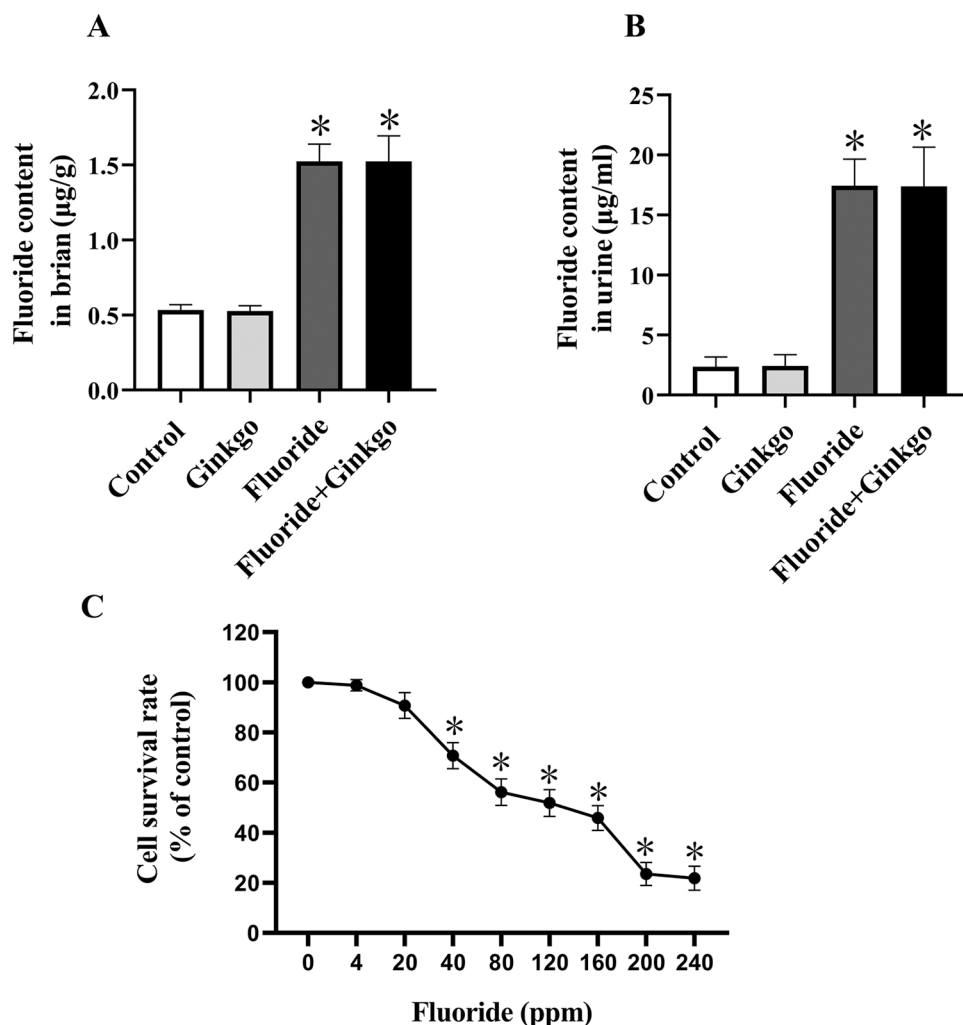 A
Fluoride content
in brian (µg/g)
2.0
1.5
1.0
0.5
0.0
*
*
Control
Ginkgo
Fluoride
Fluoride+Ginkgo
B
Fluoride content
in urine (µg/ml)
25
20
15
10
5
0
*
*
Control
Ginkgo
Fluoride
Fluoride+Ginkgo
C
Cell survival rate
(% of control)
120
100
80
60
40
20
0
*
*
*
*
*
*
0 4 20 40 80 120 160 200 240
Fluoride (ppm)